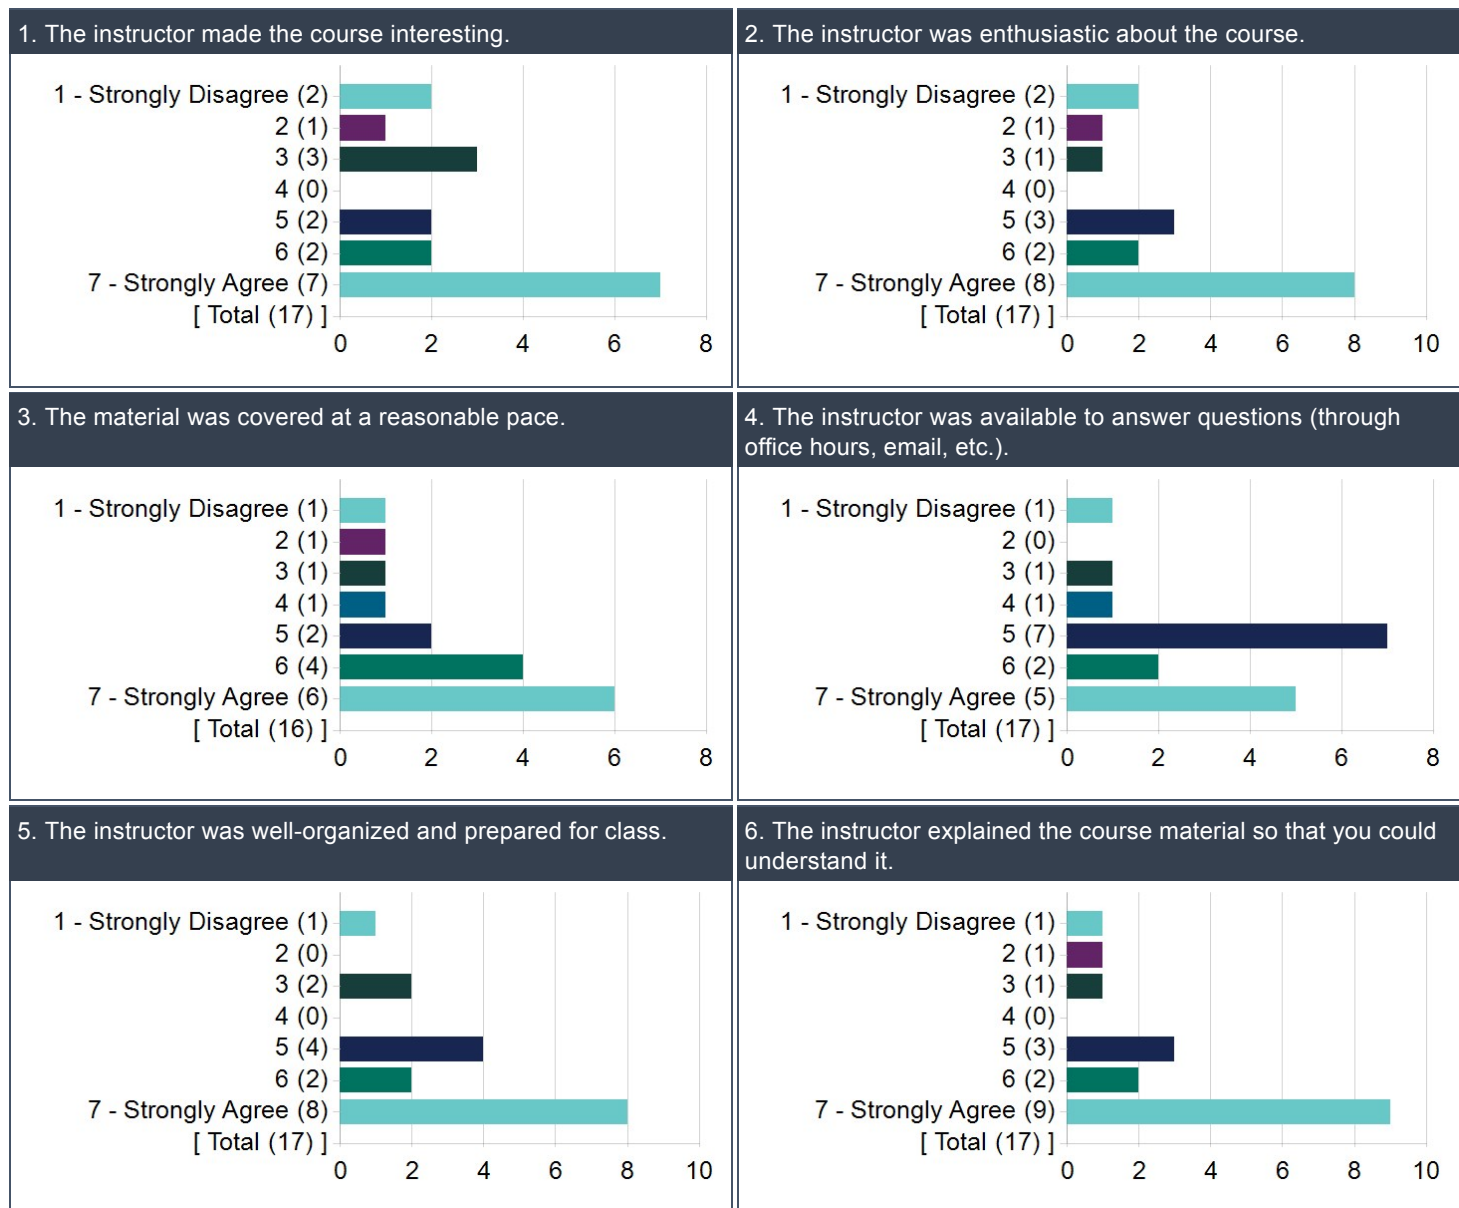 1. The instructor made the course interesting.
1 - Strongly Disagree (2)
2 (1)
3 (3)
4 (0)
5 (2)
6 (2)
7 - Strongly Agree (7)
[ Total (17) ]
0 2 4 6 8
2. The instructor was enthusiastic about the course.
1 - Strongly Disagree (2)
2 (1)
3 (1)
4 (0)
5 (3)
6 (2)
7 - Strongly Agree (8)
[ Total (17) ]
0 2 4 6 8 10
3. The material was covered at a reasonable pace.
1 - Strongly Disagree (1)
2 (1)
3 (1)
4 (1)
5 (2)
6 (4)
7 - Strongly Agree (6)
[ Total (16) ]
0 2 4 6 8
4. The instructor was available to answer questions (through
office hours, email, etc.).
1 - Strongly Disagree (1)
2 (0)
3 (1)
4 (1)
5 (7)
6 (2)
7 - Strongly Agree (5)
[ Total (17) ]
0 2 4 6 8
5. The instructor was well-organized and prepared for class.
1 - Strongly Disagree (1)
2 (0)
3 (2)
4 (0)
5 (4)
6 (2)
7 - Strongly Agree (8)
[ Total (17) ]
0 2 4 6 8 10
6. The instructor explained the course material so that you could
understand it.
1 - Strongly Disagree (1)
2 (1)
3 (1)
4 (0)
5 (3)
6 (2)
7 - Strongly Agree (9)
[ Total (17) ]
0 2 4 6 8 10